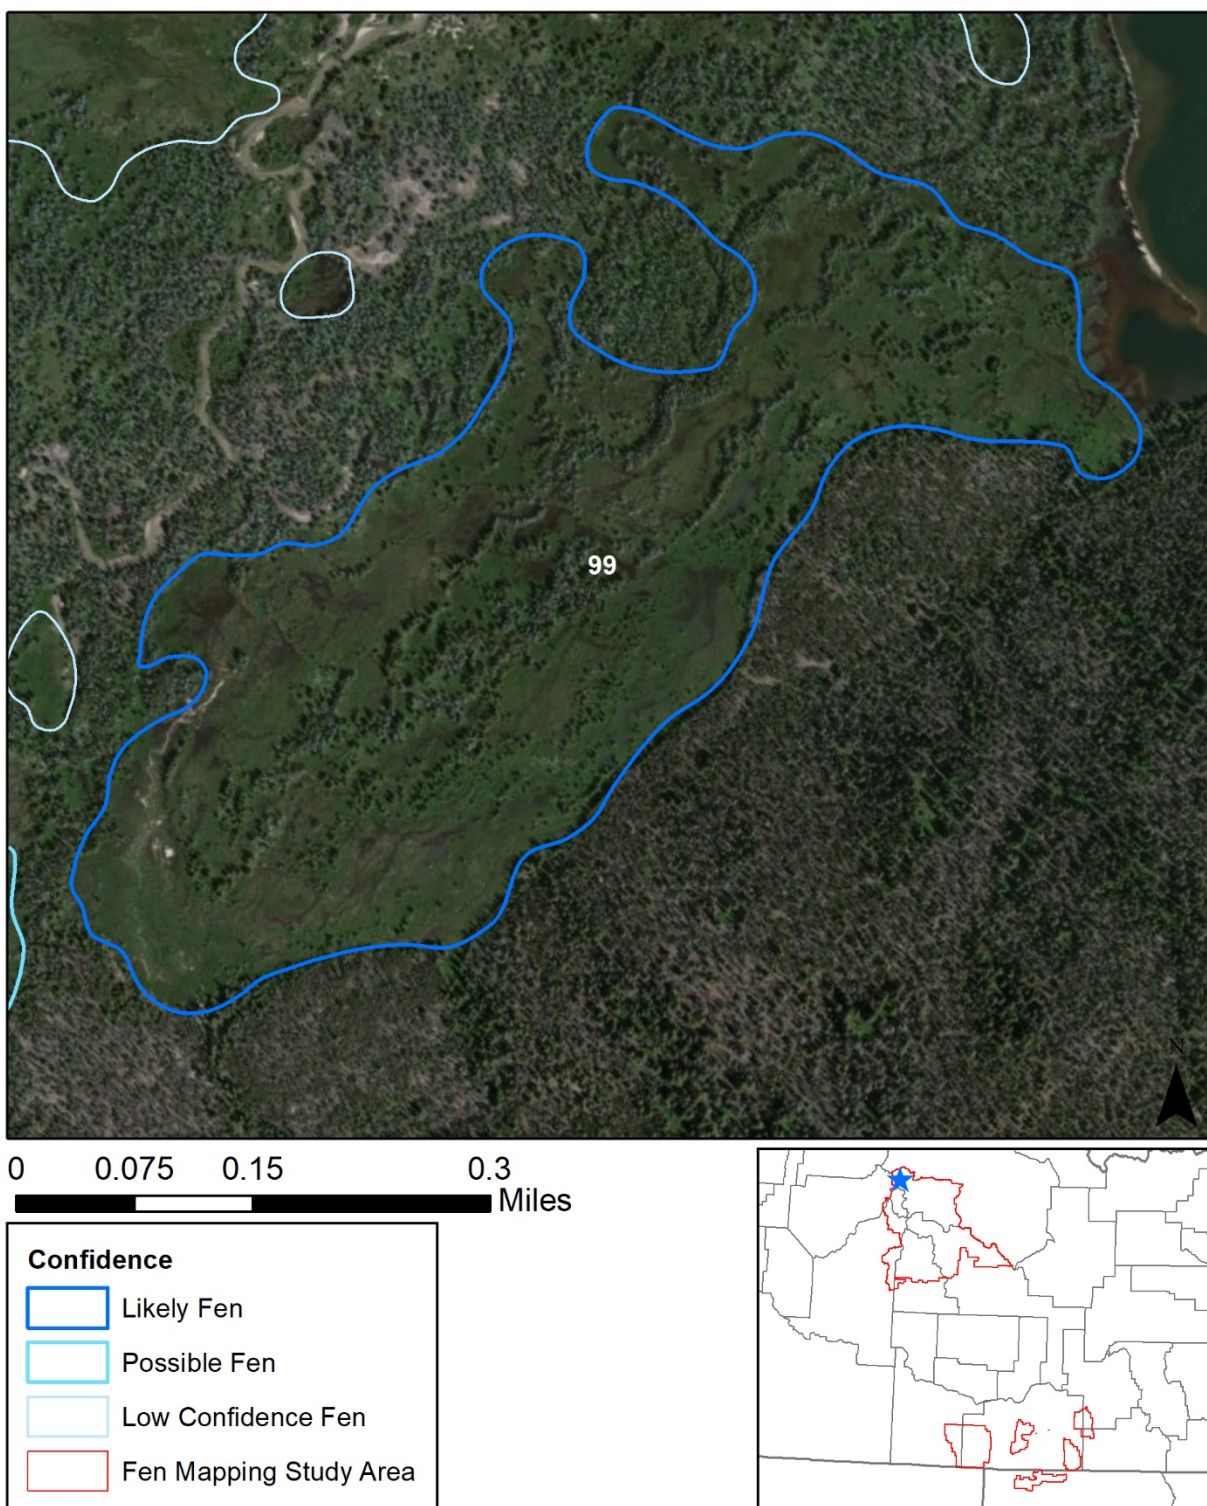 99
N
0 0.075 0.15 0.3
Miles
Confidence
Likely Fen
Possible Fen
Low Confidence Fen
Fen Mapping Study Area